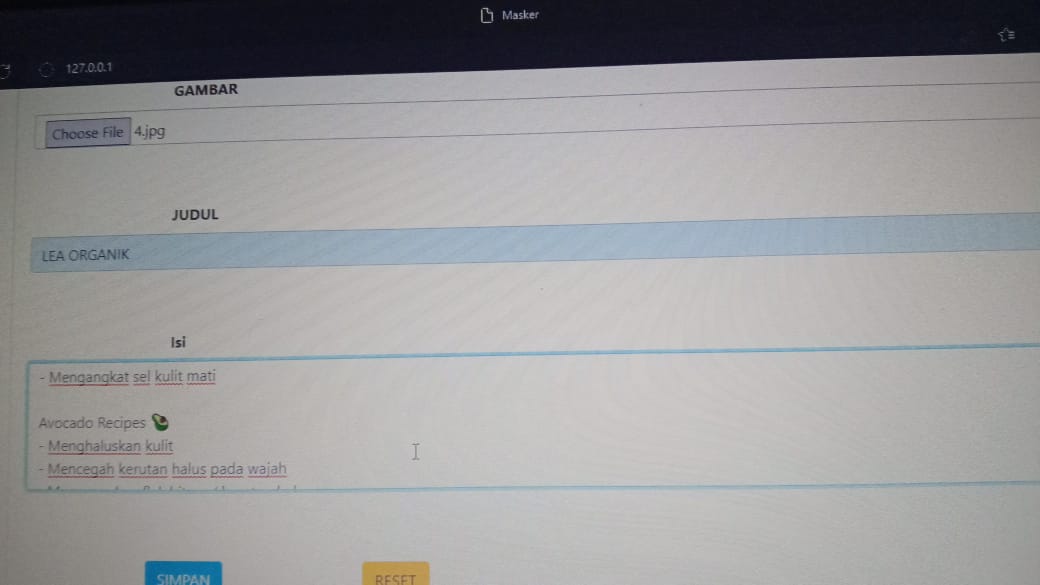 Masker
127.0.0.1
GAMBAR
Choose File 4.jpg
JUDUL
LEA ORGANIK
Isi
- Mengangkat sel kulit mati
Avocado Recipes 🥑
- Menghaluskan kulit
- Mencegah kerutan halus pada wajah
SIMPAN
RESET